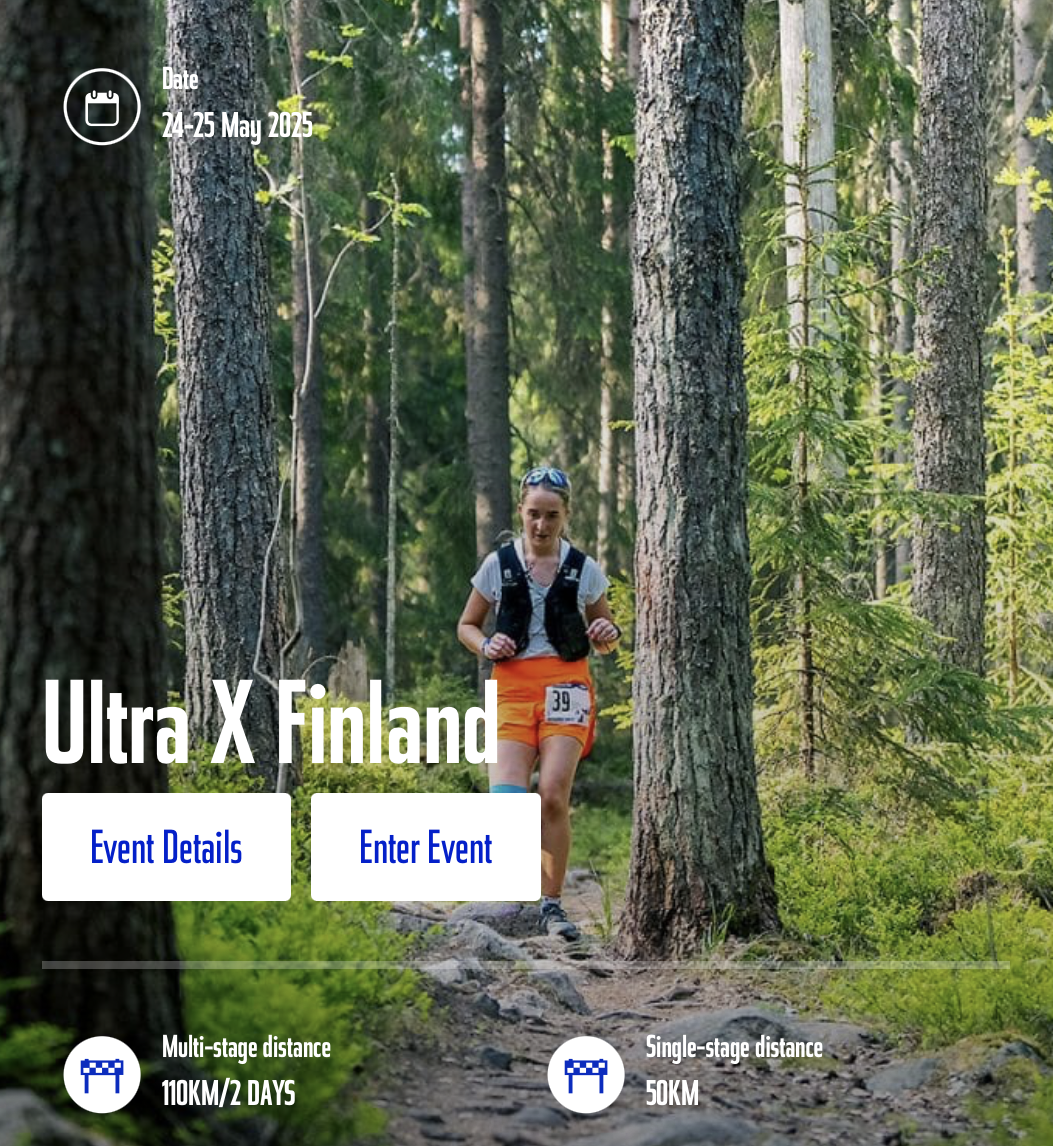 Date
24-25 May 2025
39
Ultra X Finland
Event Details
Enter Event
Multi-stage distance
110KM/2 DAYS
Single-stage distance
50KM